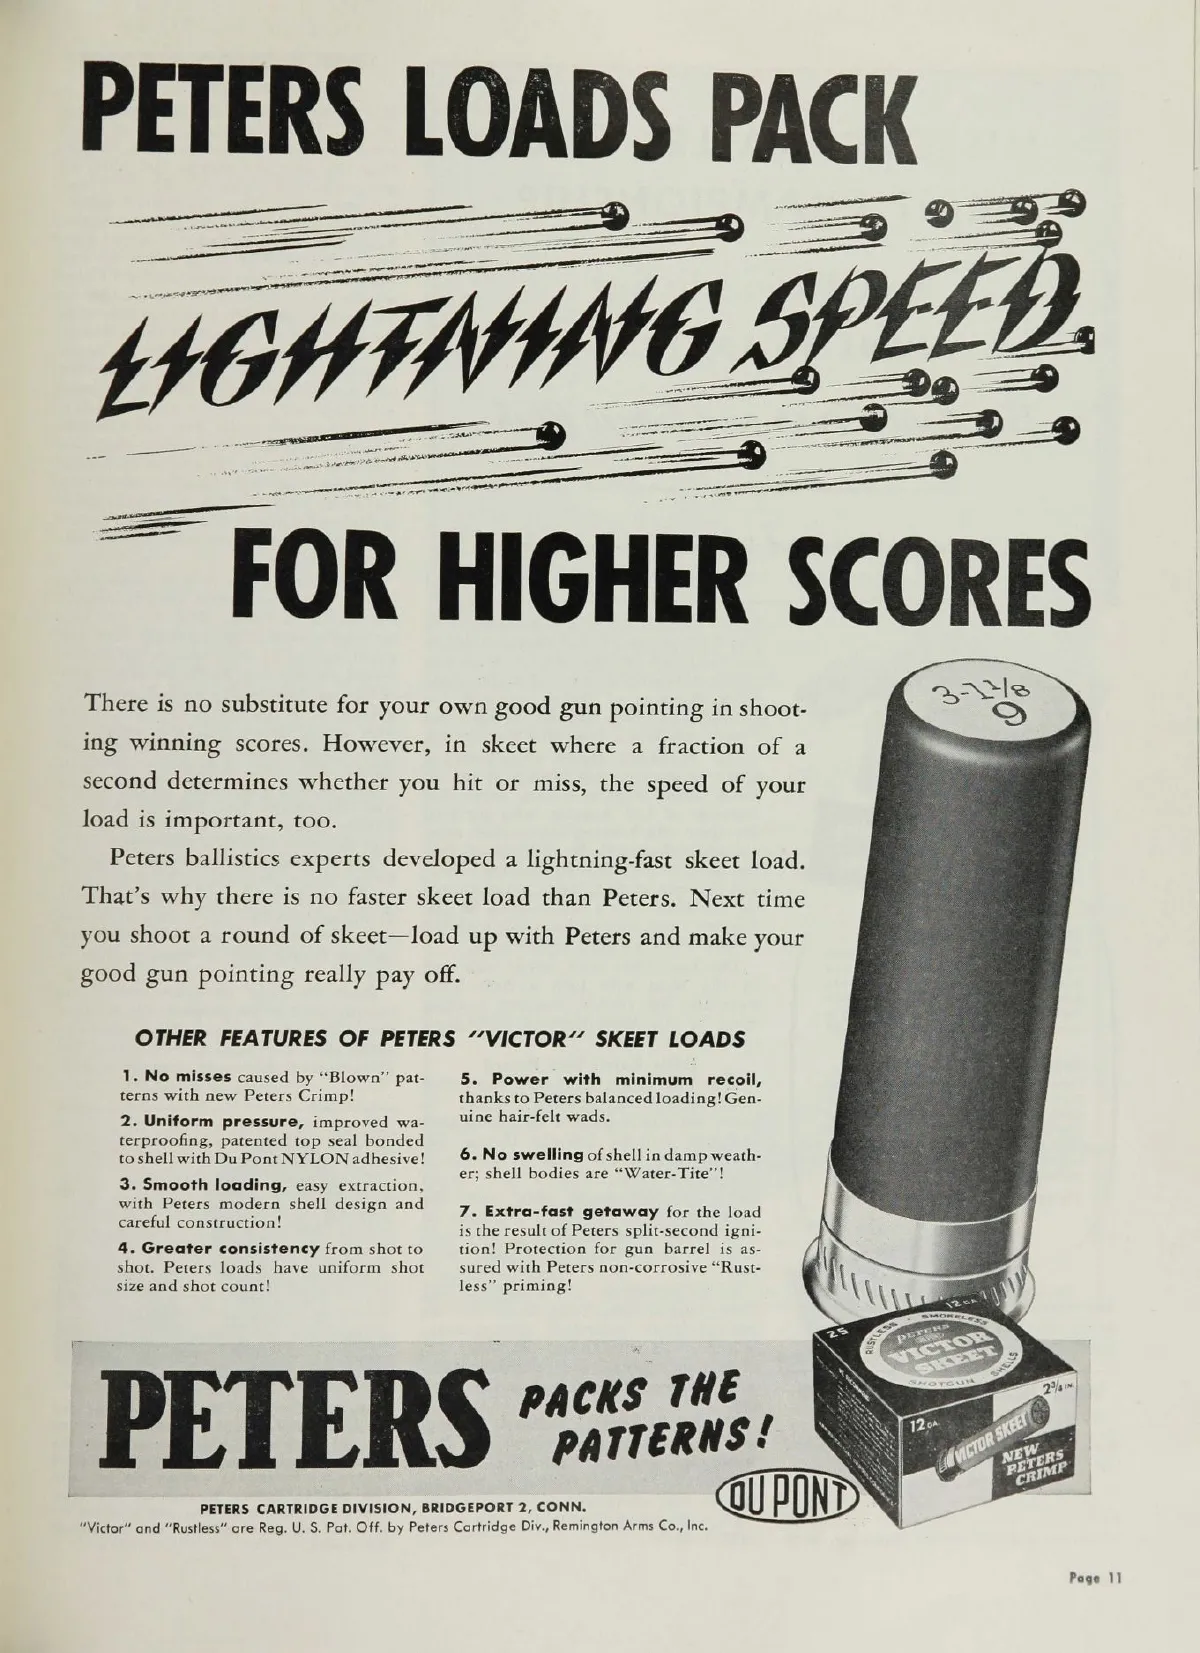 PETERS LOADS PACK
LIGHTNING SPEED
FOR HIGHER SCORES
There is no substitute for your own good gun pointing in shoot-
ing winning scores. However, in skeet where a fraction of a
second determines whether you hit or miss, the speed of your
load is important, too.
Peters ballistics experts developed a lightning-fast skeet load.
That's why there is no faster skeet load than Peters. Next time
you shoot a round of skeet—load up with Peters and make your
good gun pointing really pay off.
3-1 1/8
9
OTHER FEATURES OF PETERS "VICTOR" SKEET LOADS
1. No misses caused by "Blown" pat-
terns with new Peters Crimp!
2. Uniform pressure, improved wa-
terproofing, patented top seal bonded
to shell with Du Pont NYLON adhesive!
3. Smooth loading, easy extraction,
with Peters modern shell design and
careful construction!
4. Greater consistency from shot to
shot. Peters loads have uniform shot
size and shot count!
5. Power with minimum recoil,
thanks to Peters balanced loading! Gen-
uine hair-felt wads.
6. No swelling of shell in damp weath-
er; shell bodies are "Water-Tite"!
7. Extra-fast getaway for the load
is the result of Peters split-second igni-
tion! Protection for gun barrel is as-
sured with Peters non-corrosive "Rust-
less" priming!
12 GA.
25
RUSTLESS • SMOKELESS
PETERS
VICTOR
SKEET
SHOTGUN SHELLS
2 3/4 IN.
12 GA.
VICTOR SKEET
NEW
PETERS
CRIMP
PETERS
PACKS THE
PATTERNS!
DU PONT
PETERS CARTRIDGE DIVISION, BRIDGEPORT 2, CONN.
"Victor" and "Rustless" are Reg. U. S. Pat. Off. by Peters Cartridge Div., Remington Arms Co., Inc.
Page 11